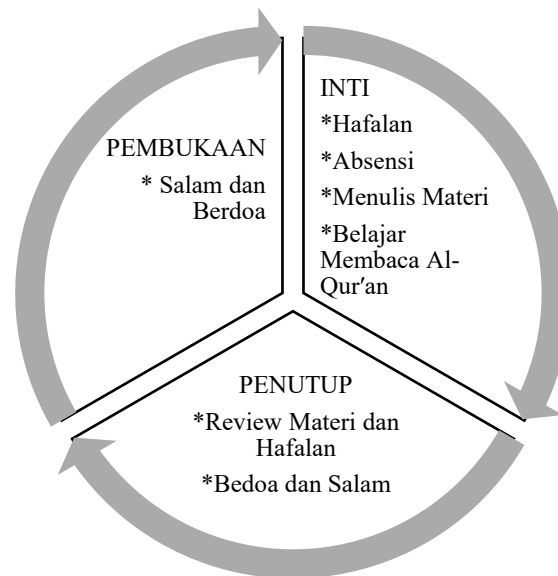 PEMBUKAAN
* Salam dan
Berdoa
INTI
*Hafalan
*Absensi
*Menulis Materi
*Belajar
Membaca Al-
Qur′an
PENUTUP
*Review Materi dan
Hafalan
*Bedoa dan Salam